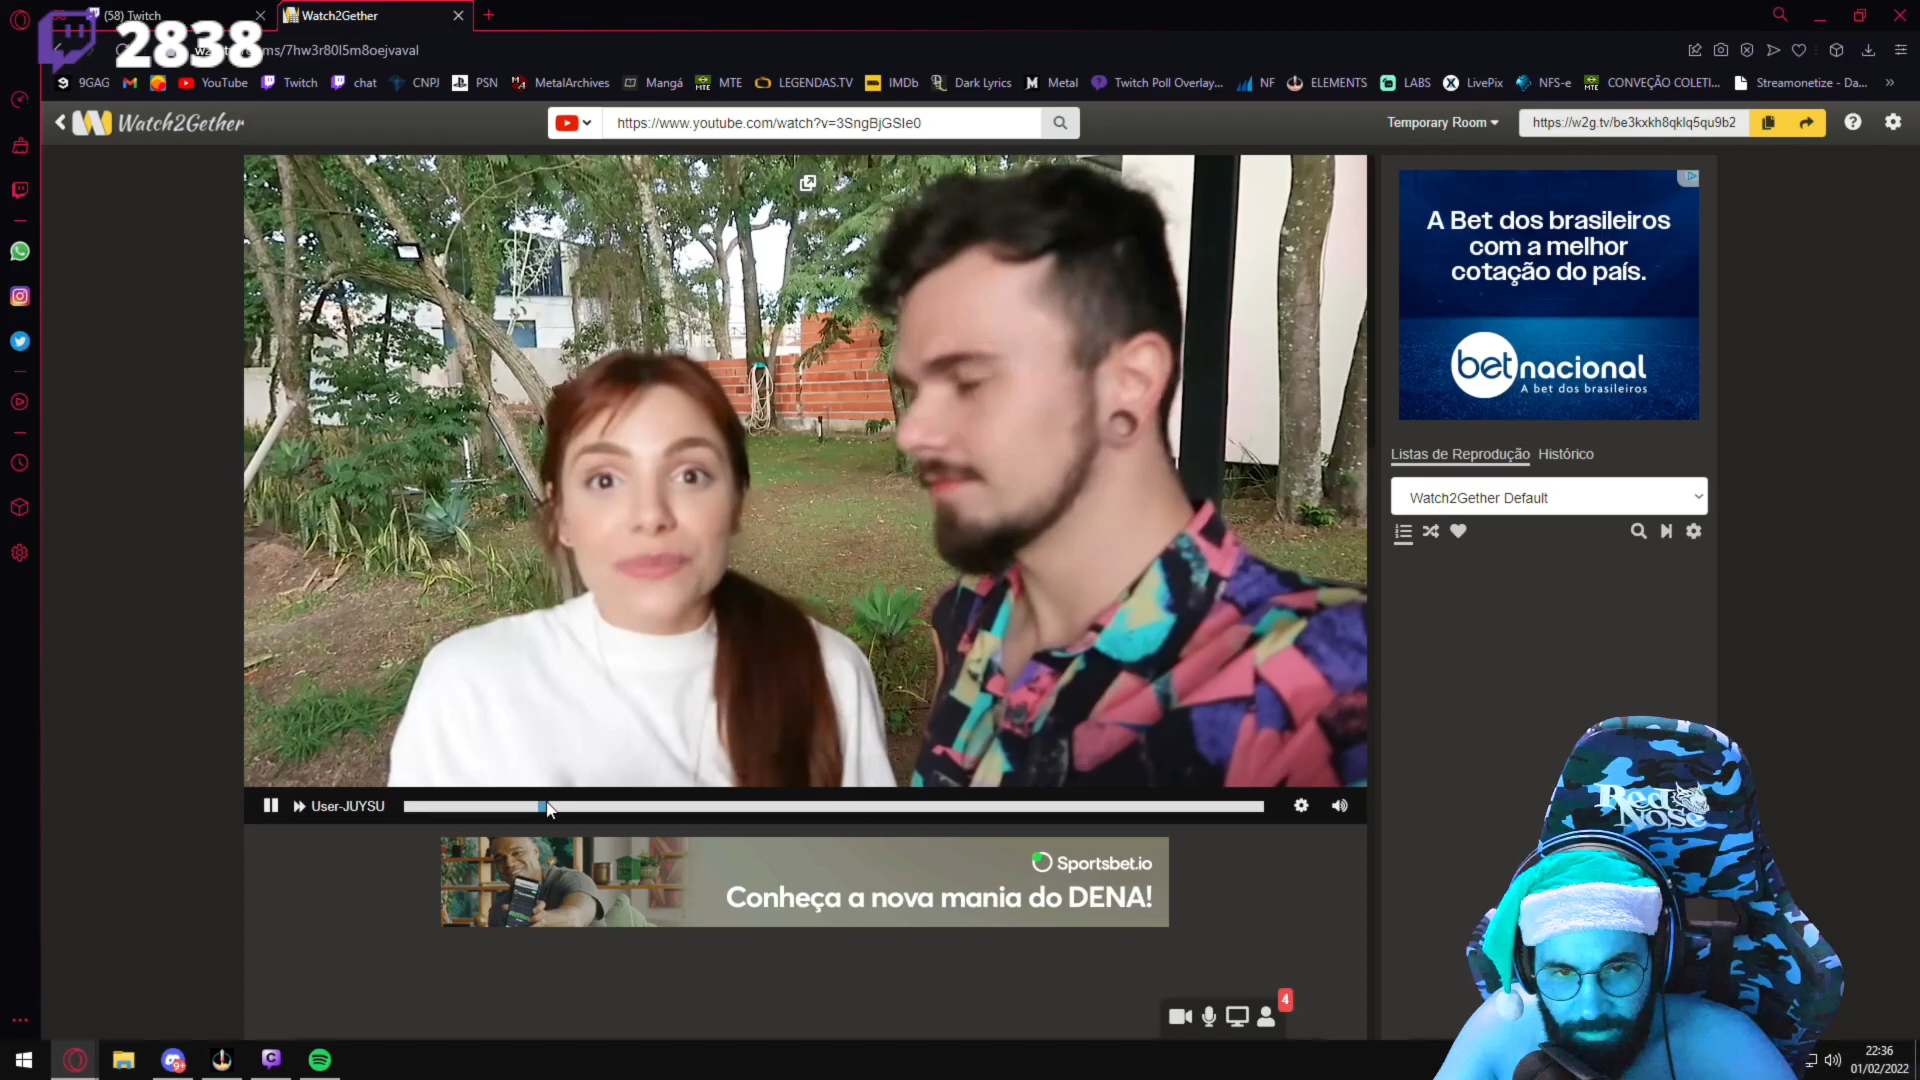 (58) Twitch
Watch2Gether
2838
ms/7hw3r80l5m8oejvaval
9GAG
YouTube
Twitch
chat
CNPJ
PSN
MetalArchives
Mangá
MTE
LEGENDAS.TV
IMDb
Dark Lyrics
Metal
Twitch Poll Overlay...
NF
ELEMENTS
LABS
LivePix
NFS-e
CONVEÇÃO COLETI...
Streamonetize - Da...
Watch2Gether
https://www.youtube.com/watch?v=3SngBjGSIe0
Temporary Room
https://w2g.tv/be3kxkh8qklq5qu9b2
A Bet dos brasileiros
com a melhor
cotação do país.
betnacional
A bet dos brasileiros
Listas de Reprodução
Histórico
Watch2Gether Default
User-JUYSU
Sportsbet.io
Conheça a nova mania do DENA!
Red
Nose
4
9+
22:36
01/02/2022